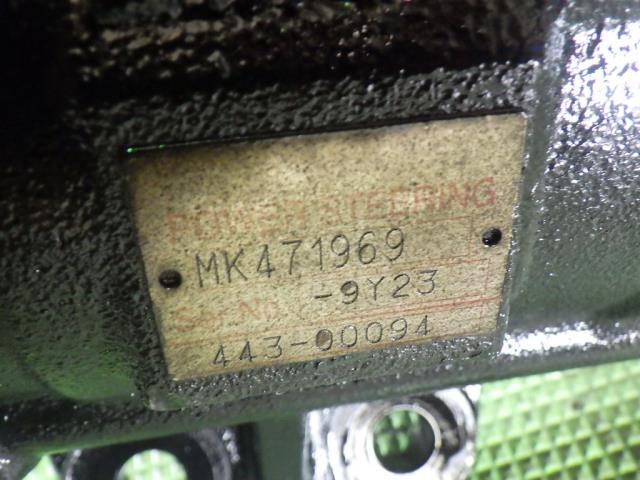 POWER STEERING
MK471969
Ser.No. -9Y23
443-00094